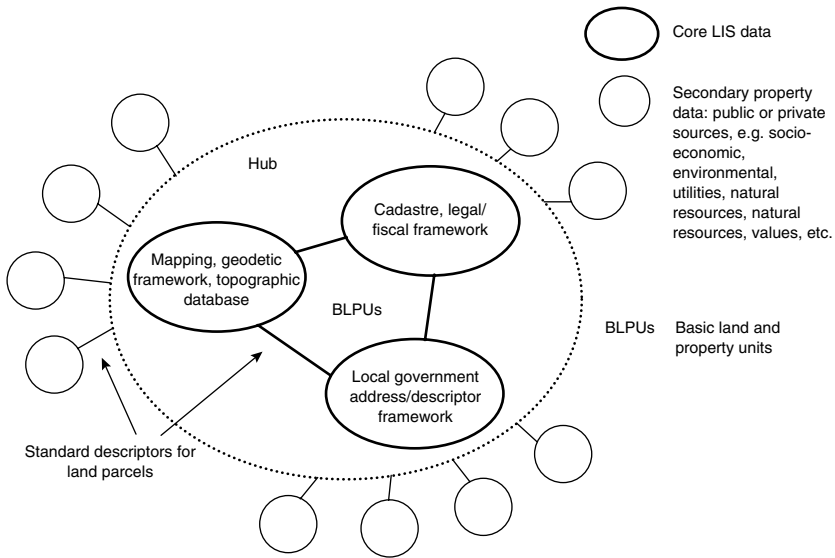 Hub
Cadastre, legal/
fiscal framework
Mapping, geodetic
framework, topographic
database
BLPUs
Local government
address/descriptor
framework
Standard descriptors for
land parcels
Core LIS data
Secondary property
data: public or private
sources, e.g. socio-
economic,
environmental,
utilities, natural
resources, natural
resources, values, etc.
BLPUs Basic land and
property units